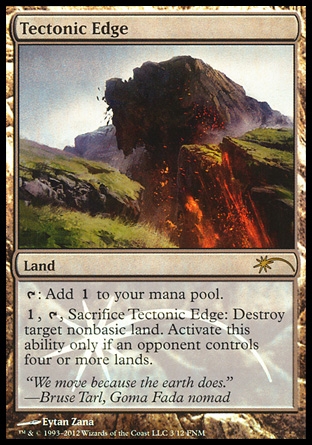 Tectonic Edge
Land
: Add 1 to your mana pool.
1, , Sacrifice Tectonic Edge: Destroy
target nonbasic land. Activate this
ability only if an opponent controls
four or more lands.
“We move because the earth does.”
—Bruse Tarl, Goma Fada nomad
Eytan Zana
™ & © 1993–2012 Wizards of the Coast LLC 3/12 FNM